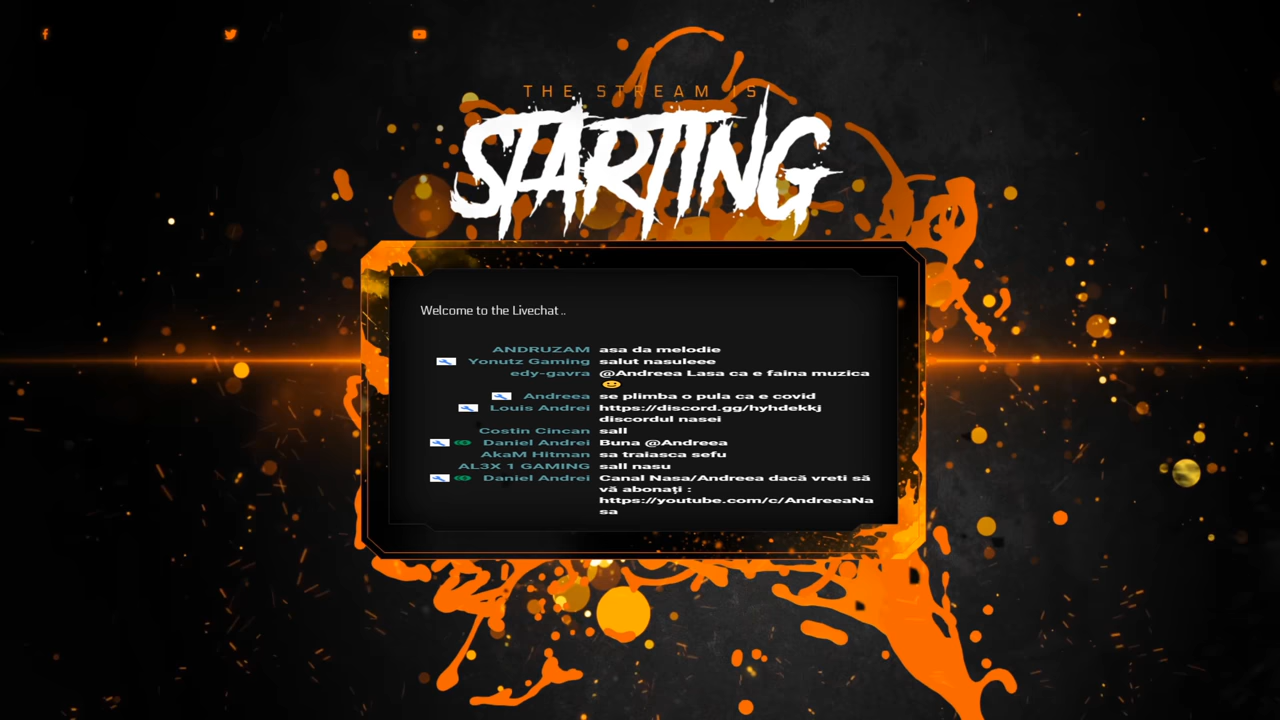 THE STREAM IS
STARTING
Welcome to the Livechat ..
ANDRUZAM asa da melodie
Yonutz Gaming salut nasuleee
edy-gavra @Andreea Lasa ca e faina muzica
Andreea se plimba o pula ca e covid
Louis Andrei https://discord.gg/hyhdekkj
discordul nasei
Costin Cincan sall
Daniel Andrei Buna @Andreea
AkaM Hitman sa traiasca sefu
AL3X 1 GAMING sall nasu
Daniel Andrei Canal Nasa/Andreea dacă vreti să
vă abonați :
https://youtube.com/c/AndreeaNa
sa